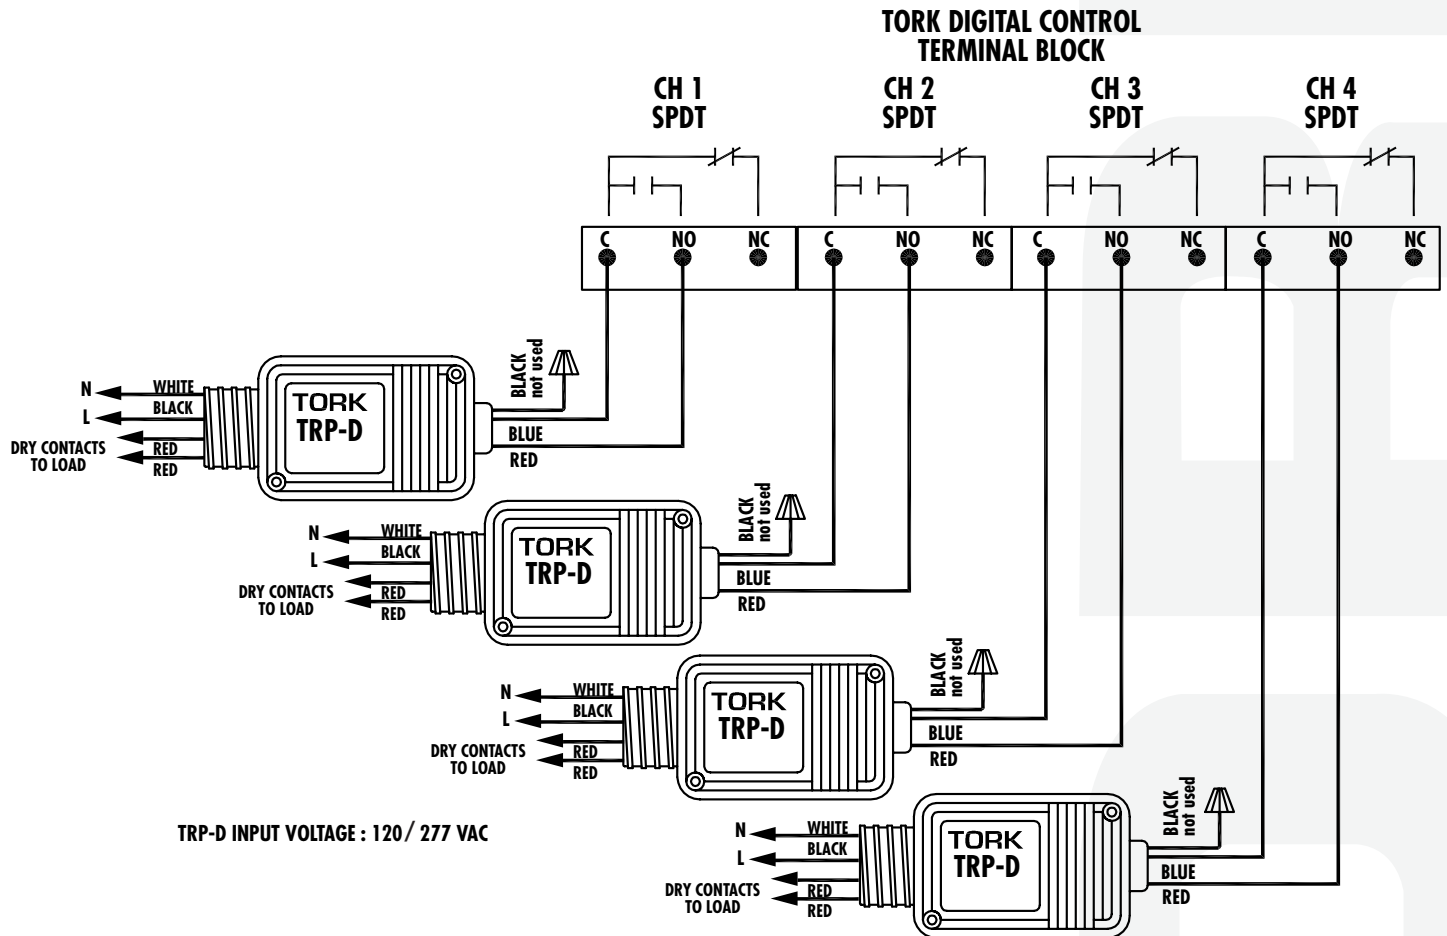 TORK DIGITAL CONTROL
TERMINAL BLOCK
CH 1
SPDT
CH 2
SPDT
CH 3
SPDT
CH 4
SPDT
C NO NC
C NO NC
C NO NC
C NO NC
N
WHITE
L
BLACK
DRY CONTACTS
TO LOAD
RED
RED
TORK
TRP-D
BLACK
not used
BLUE
RED
N
WHITE
L
BLACK
DRY CONTACTS
TO LOAD
RED
RED
TORK
TRP-D
BLACK
not used
BLUE
RED
N
WHITE
L
BLACK
DRY CONTACTS
TO LOAD
RED
RED
TORK
TRP-D
BLACK
not used
BLUE
RED
TRP-D INPUT VOLTAGE : 120/ 277 VAC
N
WHITE
L
BLACK
DRY CONTACTS
TO LOAD
RED
RED
TORK
TRP-D
BLACK
not used
BLUE
RED